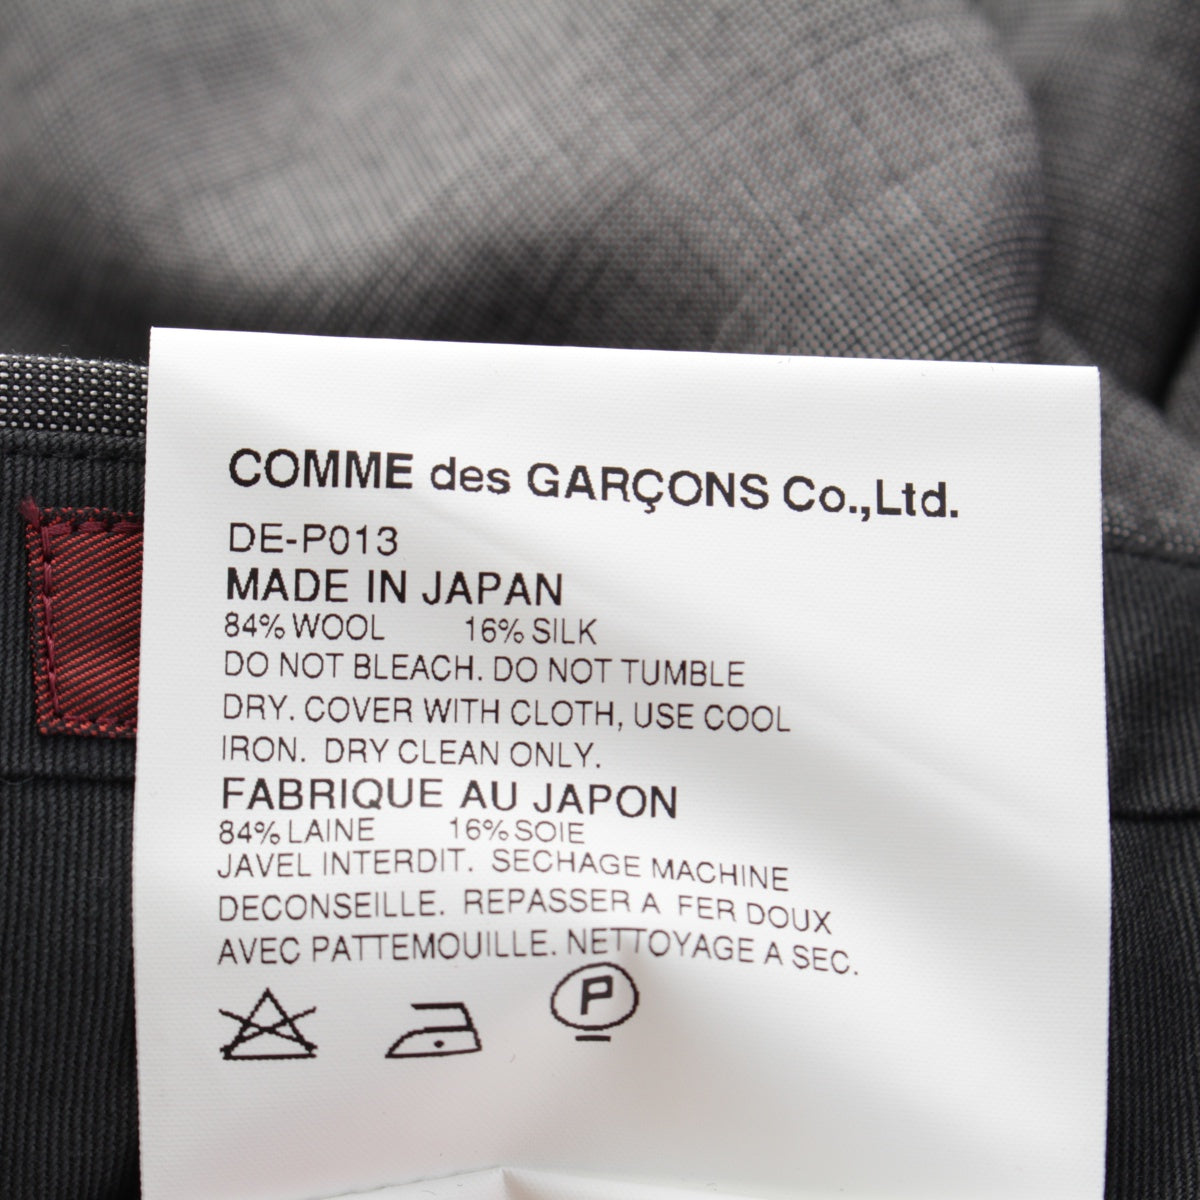 COMME des GARÇONS Co.,Ltd.
DE-P013
MADE IN JAPAN
84% WOOL 16% SILK
DO NOT BLEACH. DO NOT TUMBLE
DRY. COVER WITH CLOTH, USE COOL
IRON. DRY CLEAN ONLY.
FABRIQUE AU JAPON
84% LAINE 16% SOIE
JAVEL INTERDIT. SECHAGE MACHINE
DECONSEILLE. REPASSER A FER DOUX
AVEC PATTEMOUILLE. NETTOYAGE A SEC.
P